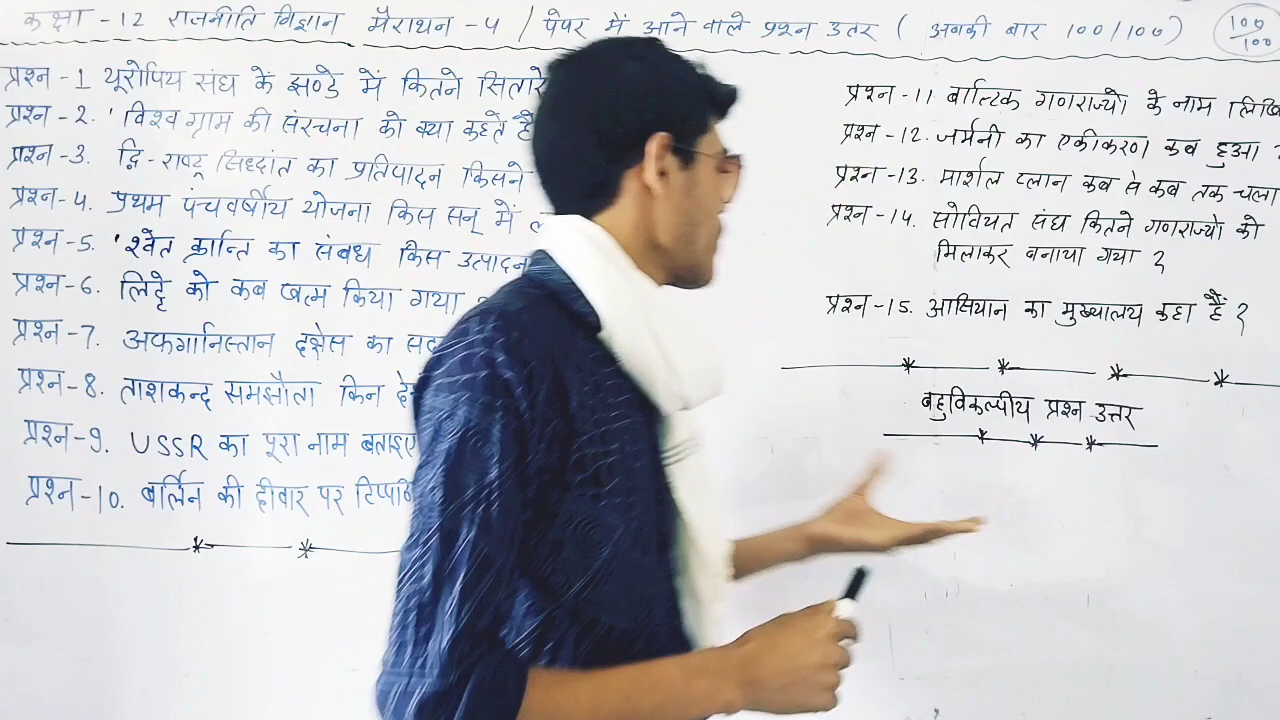 कक्षा - 12 राजनीति विज्ञान मैराथन - 4 / पेपर में आने वाले प्रश्न उत्तर ( अबकी बार 100/100)
100/100
प्रश्न - 1 यूरोपिय संघ के झण्डे में कितने सितारे
प्रश्न - 2. 'विश्व ग्राम की संरचना को क्या कहते है
प्रश्न - 3. द्वि- राष्ट्र सिध्दांत का प्रतिपादन किसने
प्रश्न- 4. प्रथम पंचवर्षीय योजना किस सन् में
प्रश्न - 5. 'श्वेत क्रान्ति का संबध किस उत्पादन
प्रश्न - 6. लिट्टे को कब खत्म किया गया
प्रश्न - 7. अफगानिस्तान दक्षेस का
प्रश्न- 8. ताशकन्द समझौता किन
प्रश्न- 9. USSR का पूरा नाम बताइए
प्रश्न -10. बर्लिन की दीवार पर
प्रश्न -11 बाल्टिक गणराज्यो के नाम
प्रश्न -12. जर्मनी का एकीकरण कब हुआ ?
प्रश्न -13. मार्शल प्लान कब से कब तक चला
प्रश्न -14. सोवियत संघ कितने गणराज्यो को
मिलाकर बनाया गया ?
प्रश्न -15. आसियान का मुख्यालय कहा हैं ?
बहुविकल्पीय प्रश्न उत्तर